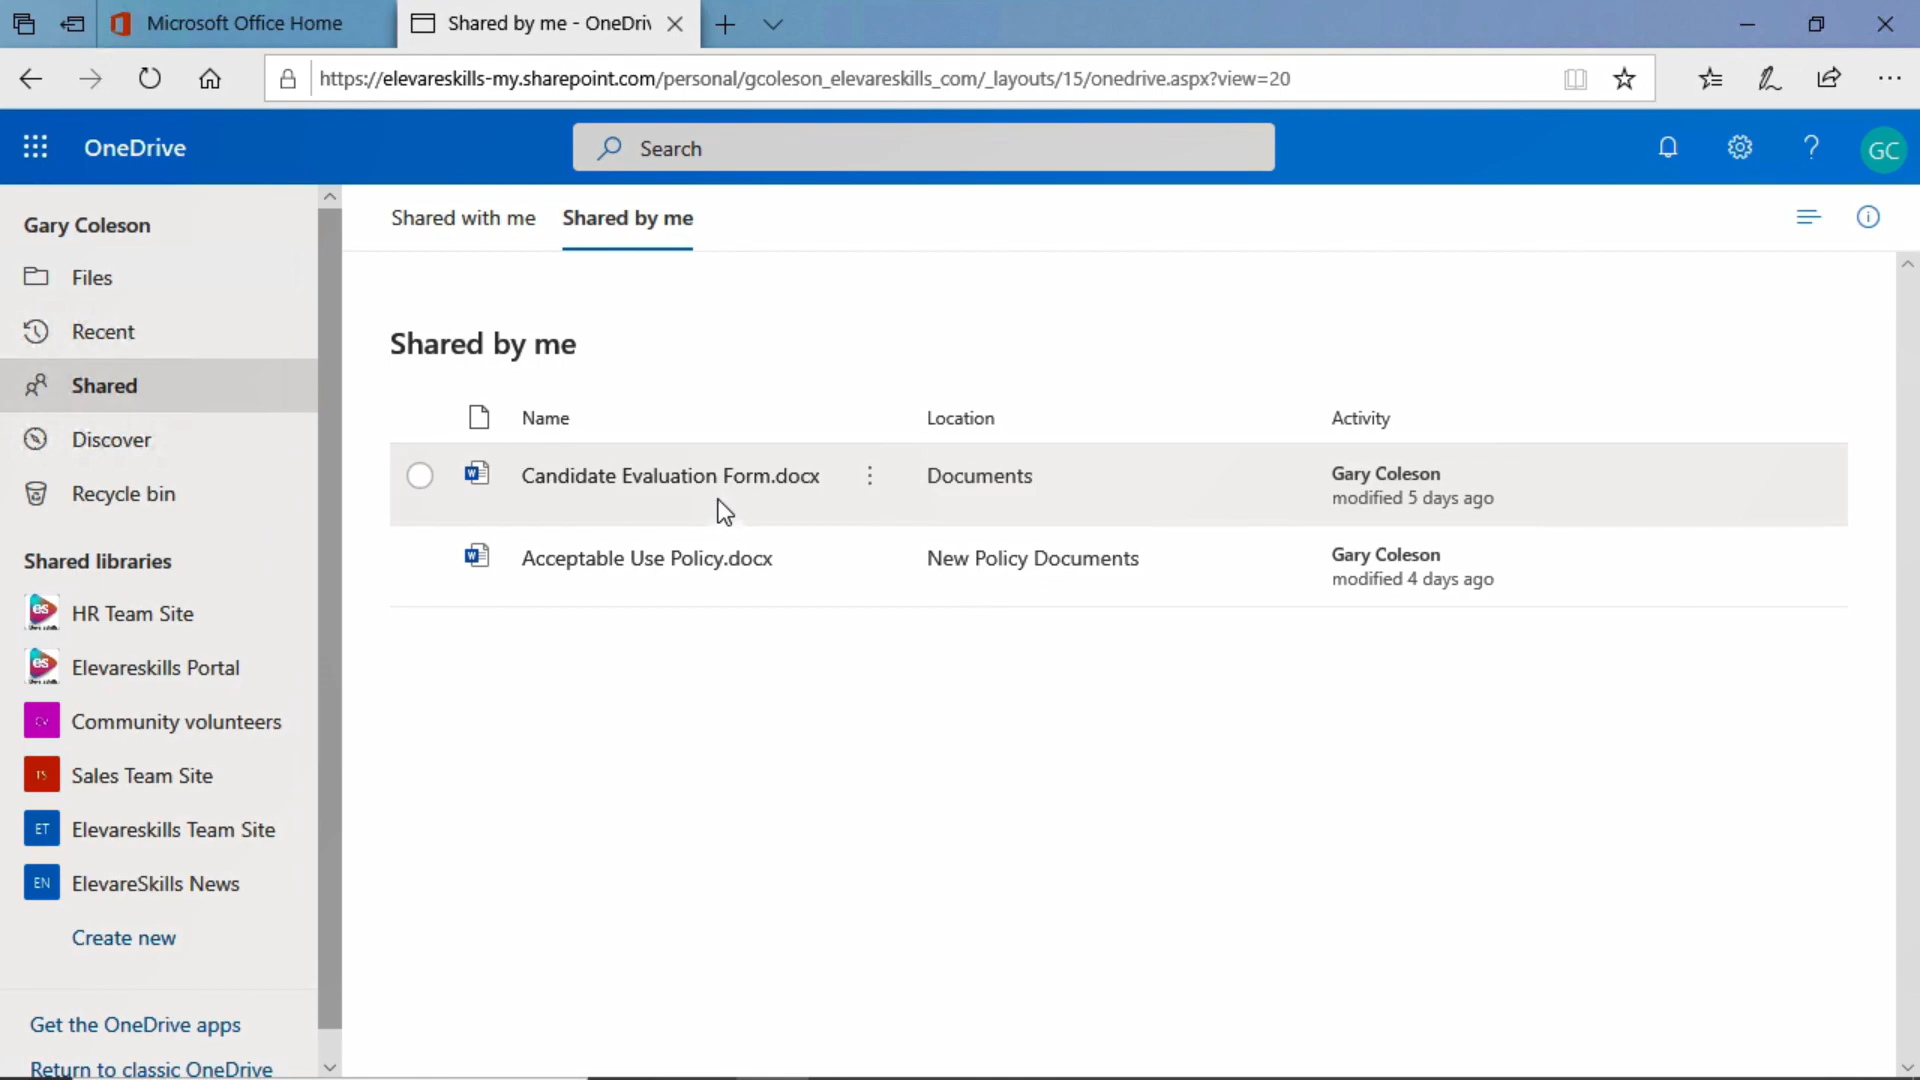 Microsoft Office Home
Shared by me - OneDriv
https://elevareskills-my.sharepoint.com/personal/gcoleson_elevareskills_com/_layouts/15/onedrive.aspx?view=20
OneDrive
Search
GC
Gary Coleson
Files
Recent
Shared
Discover
Recycle bin
Shared libraries
es HR Team Site
es Elevareskills Portal
CV Community volunteers
TS Sales Team Site
ET Elevareskills Team Site
EN ElevareSkills News
Create new
Get the OneDrive apps
Return to classic OneDrive
Shared with me Shared by me
Shared by me
Name Location Activity
Candidate Evaluation Form.docx Documents Gary Coleson
modified 5 days ago
Acceptable Use Policy.docx New Policy Documents Gary Coleson
modified 4 days ago